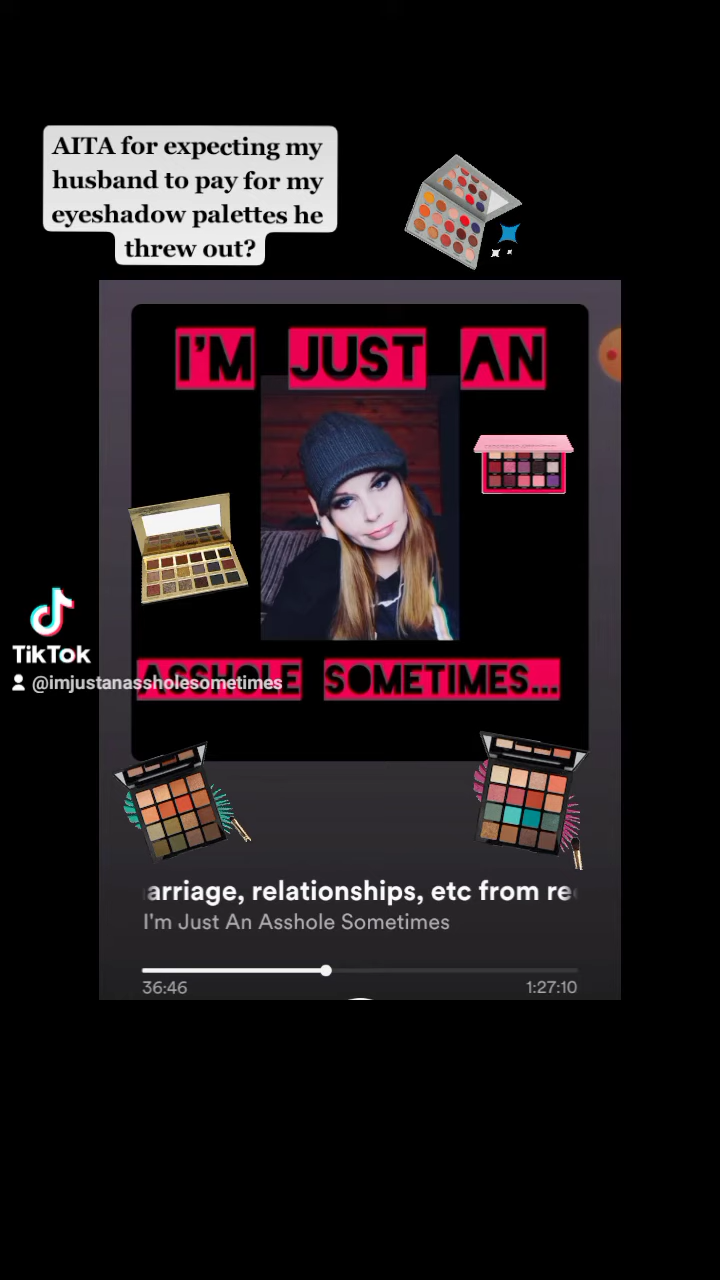 AITA for expecting my
husband to pay for my
eyeshadow palettes he
threw out?
I'M JUST AN
TikTok
@imjustanassholesometimes
ASSHOLE SOMETIMES...
arriage, relationships, etc from re
I'm Just An Asshole Sometimes
36:46
1:27:10